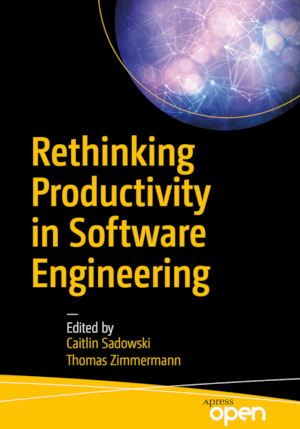 Rethinking
Productivity
in Software
Engineering
Edited by
Caitlin Sadowski
Thomas Zimmermann
Apress
open